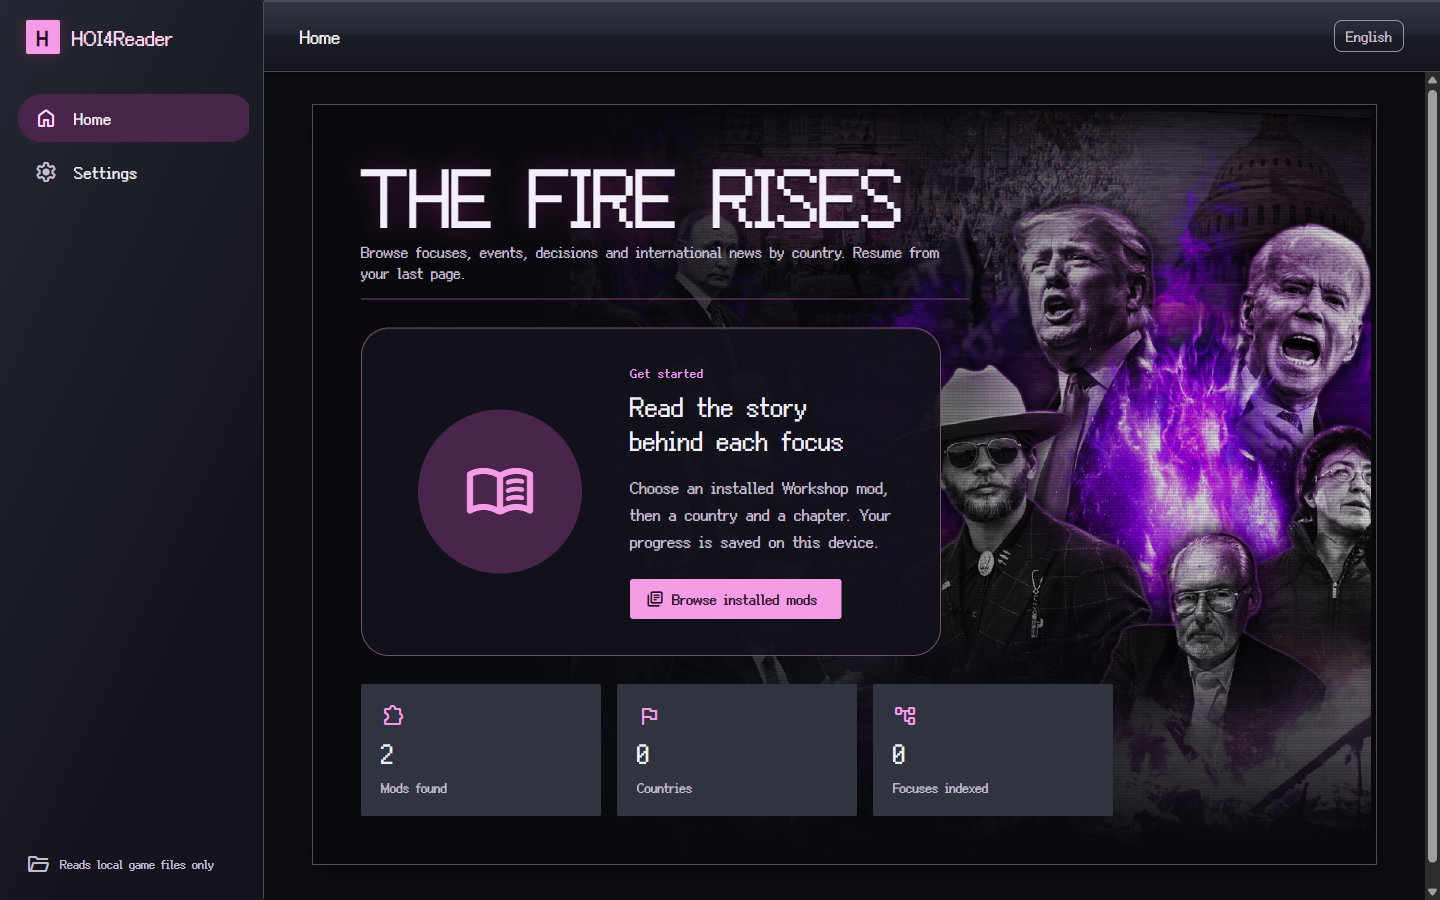 H HOI4Reader
Home
Settings
Reads local game files only
Home
English
THE FIRE RISES
Browse focuses, events, decisions and international news by country. Resume from
your last page.
Get started
Read the story
behind each focus
Choose an installed Workshop mod,
then a country and a chapter. Your
progress is saved on this device.
Browse installed mods
2
Mods found
0
Countries
0
Focuses indexed